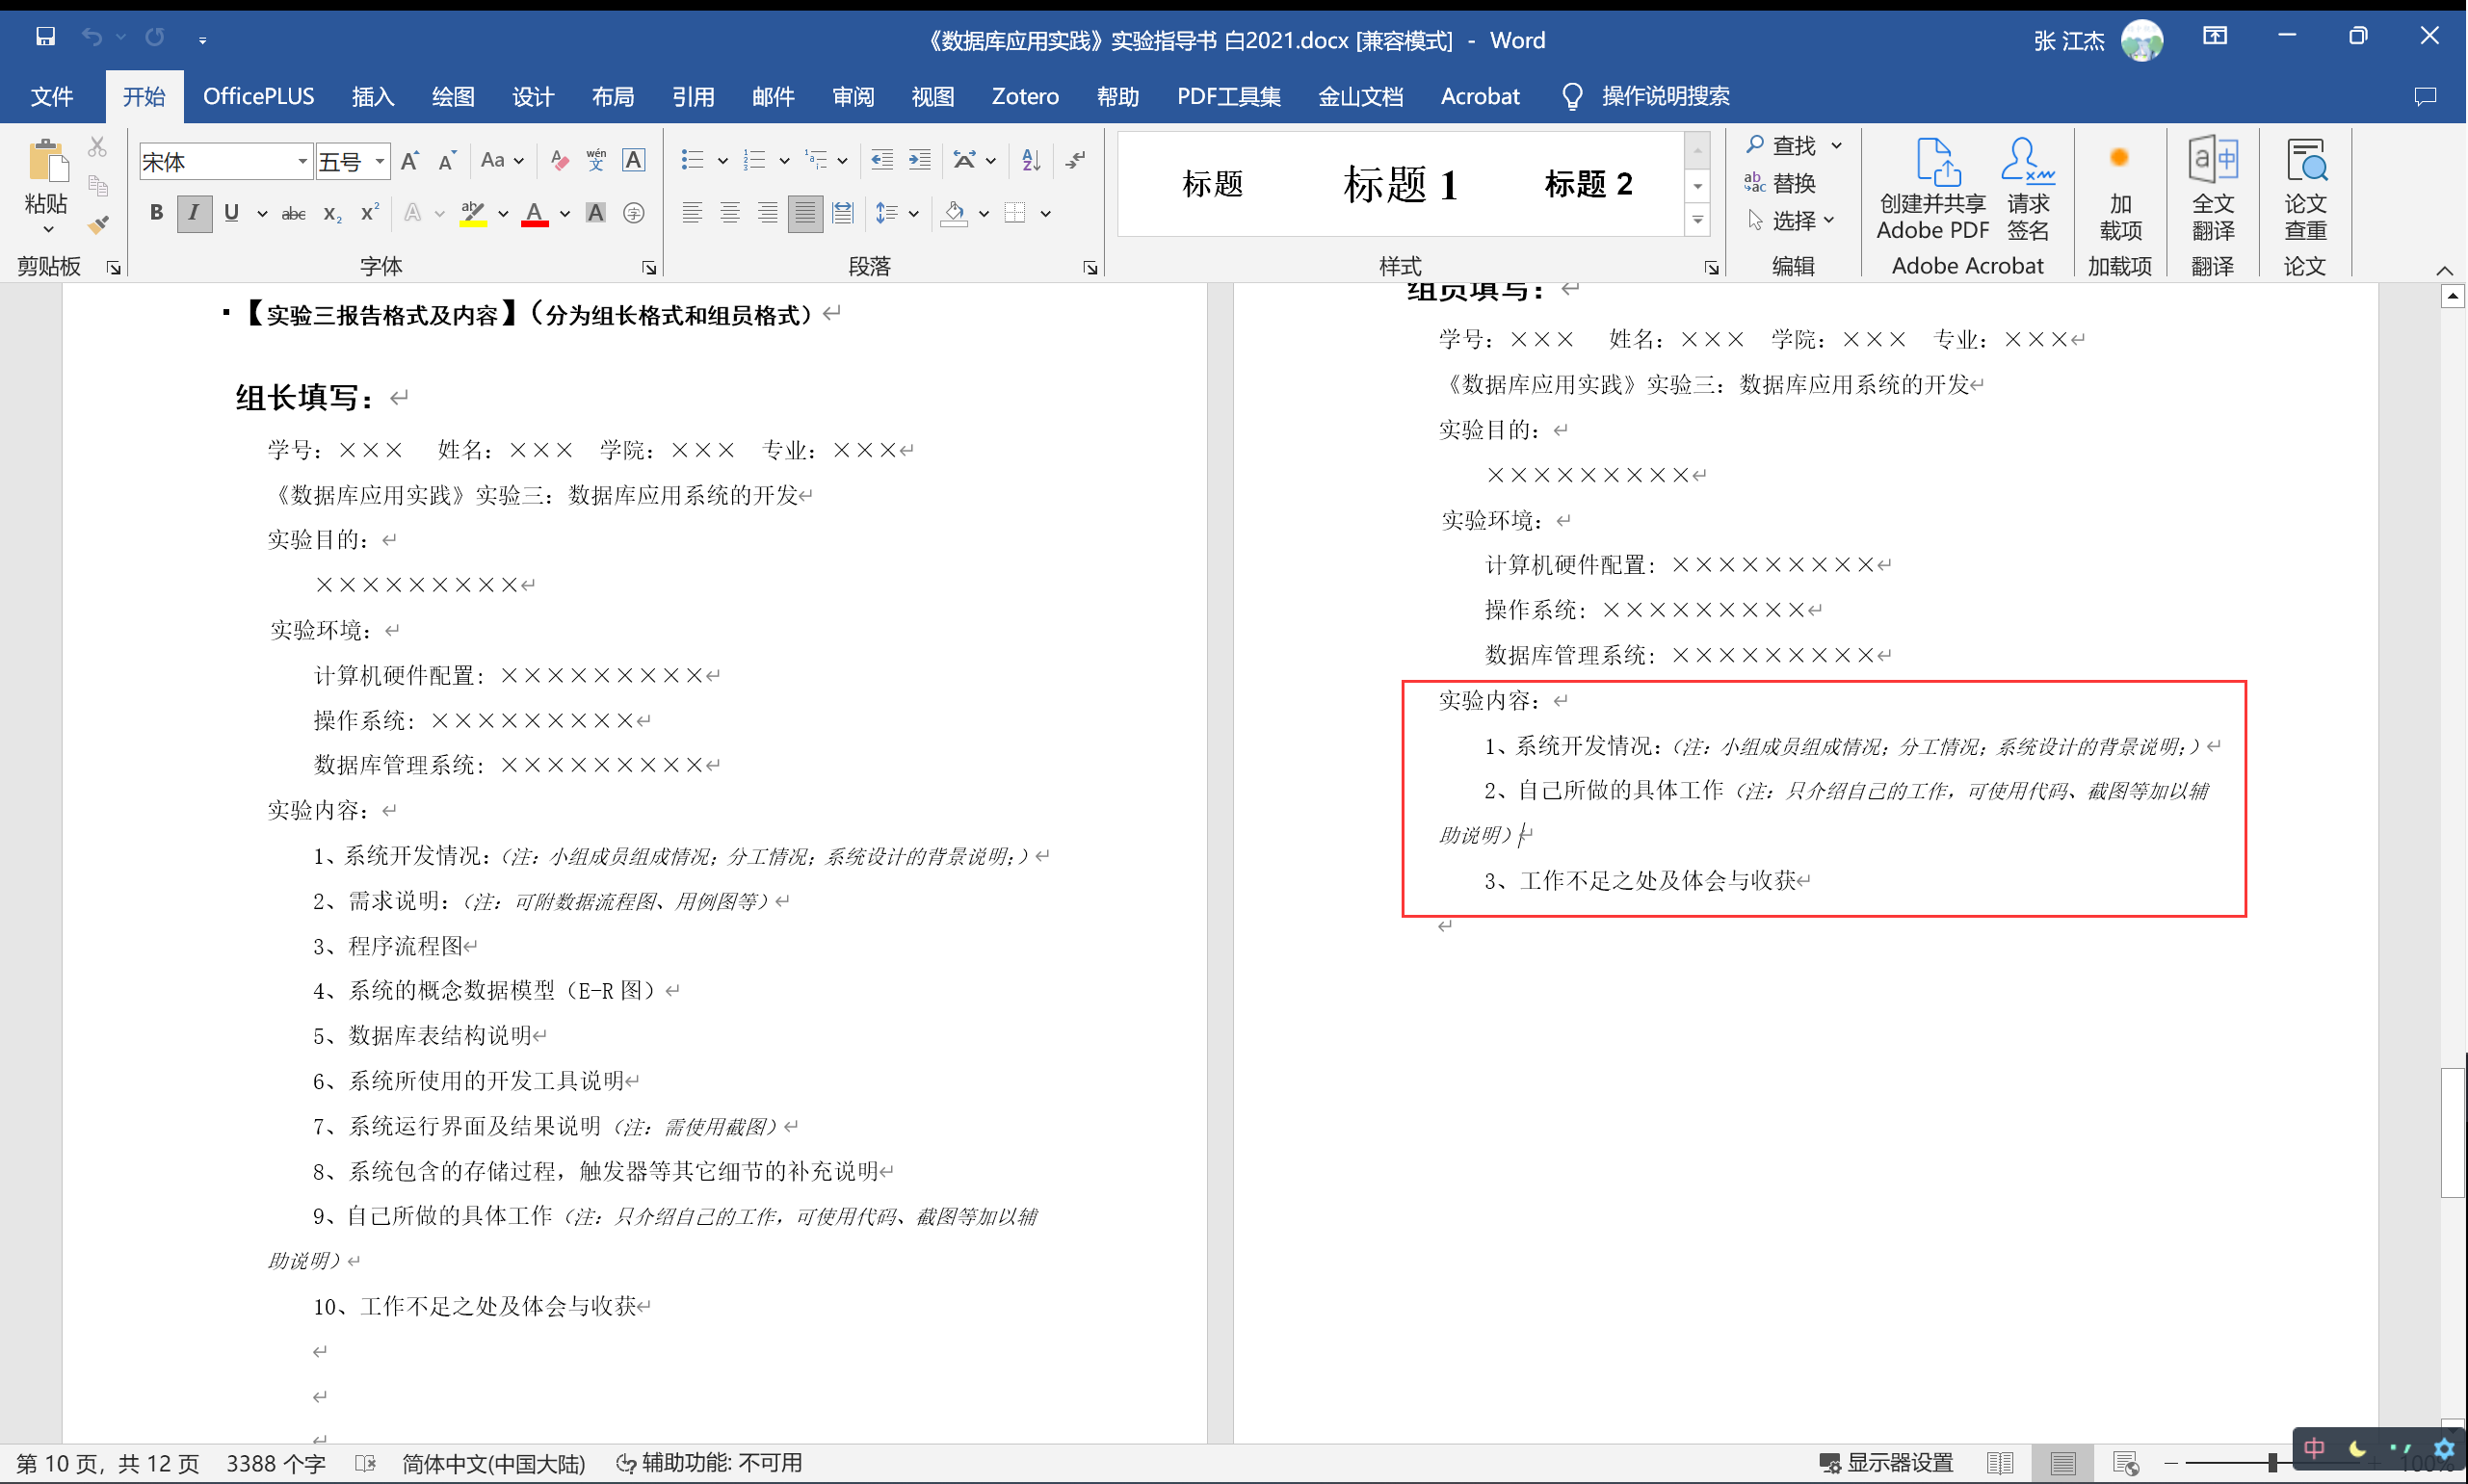 《数据库应用实践》实验指导书 白2021.docx [兼容模式] - Word
张 江杰
文件 开始 OfficePLUS 插入 绘图 设计 布局 引用 邮件 审阅 视图 Zotero 帮助 PDF工具集 金山文档 Acrobat 操作说明搜索
粘贴
剪贴板
宋体 五号
字体
段落
标题 标题 1 标题 2
样式
查找
替换
选择
编辑
创建并共享 Adobe PDF
请求签名
Adobe Acrobat
加载项
加载项
全文翻译
翻译
论文查重
论文
【实验三报告格式及内容】（分为组长格式和组员格式）
组长填写：
学号：××× 姓名：××× 学院：××× 专业：×××
《数据库应用实践》实验三：数据库应用系统的开发
实验目的：
×××××××××
实验环境：
计算机硬件配置：×××××××××
操作系统：×××××××××
数据库管理系统：×××××××××
实验内容：
1、系统开发情况：（注：小组成员组成情况；分工情况；系统设计的背景说明；）
2、需求说明：（注：可附数据流程图、用例图等）
3、程序流程图
4、系统的概念数据模型（E-R 图）
5、数据库表结构说明
6、系统所使用的开发工具说明
7、系统运行界面及结果说明（注：需使用截图）
8、系统包含的存储过程，触发器等其它细节的补充说明
9、自己所做的具体工作（注：只介绍自己的工作，可使用代码、截图等加以辅
助说明）
10、工作不足之处及体会与收获
组员填写：
学号：××× 姓名：××× 学院：××× 专业：×××
《数据库应用实践》实验三：数据库应用系统的开发
实验目的：
×××××××××
实验环境：
计算机硬件配置：×××××××××
操作系统：×××××××××
数据库管理系统：×××××××××
实验内容：
1、系统开发情况：（注：小组成员组成情况；分工情况；系统设计的背景说明；）
2、自己所做的具体工作（注：只介绍自己的工作，可使用代码、截图等加以辅
助说明）
3、工作不足之处及体会与收获
第 10 页，共 12 页 3388 个字 简体中文(中国大陆) 辅助功能: 不可用 显示器设置 100%
中